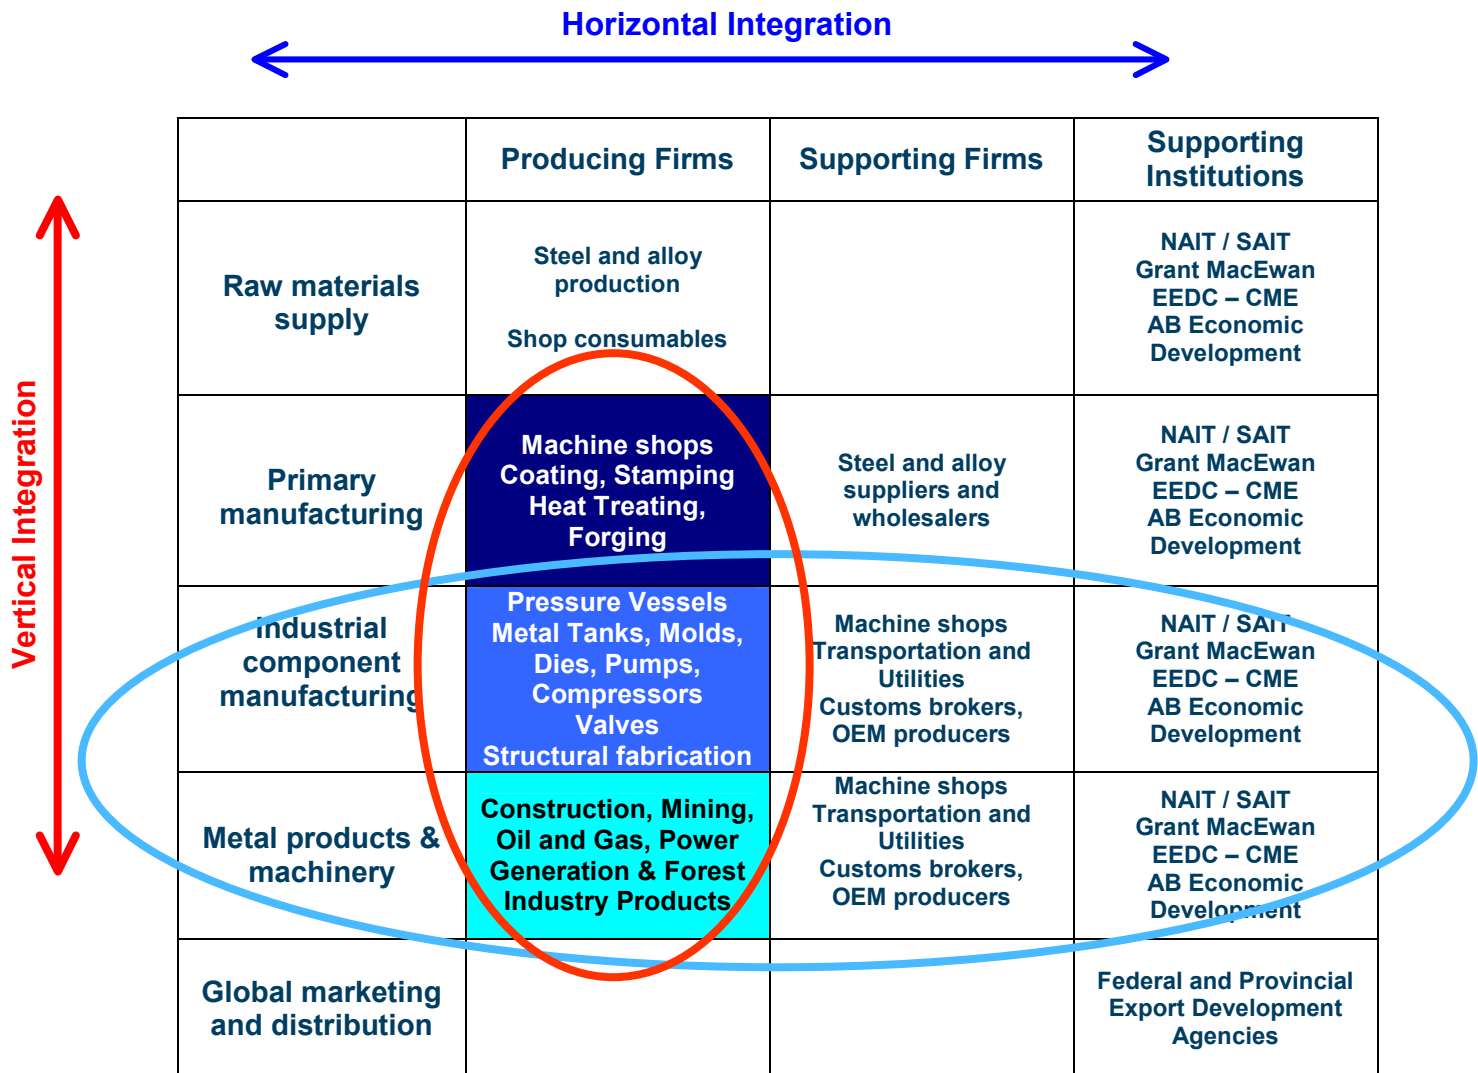 Horizontal Integration
Vertical Integration
Producing Firms
Supporting Firms
Supporting
Institutions
Raw materials
supply
Steel and alloy
production
Shop consumables
NAIT / SAIT
Grant MacEwan
EEDC – CME
AB Economic
Development
Primary
manufacturing
Machine shops
Coating, Stamping
Heat Treating,
Forging
Steel and alloy
suppliers and
wholesalers
NAIT / SAIT
Grant MacEwan
EEDC – CME
AB Economic
Development
Industrial
component
manufacturing
Pressure Vessels
Metal Tanks, Molds,
Dies, Pumps,
Compressors
Valves
Structural fabrication
Machine shops
Transportation and
Utilities
Customs brokers,
OEM producers
NAIT / SAIT
Grant MacEwan
EEDC – CME
AB Economic
Development
Metal products &
machinery
Construction, Mining,
Oil and Gas, Power
Generation & Forest
Industry Products
Machine shops
Transportation and
Utilities
Customs brokers,
OEM producers
NAIT / SAIT
Grant MacEwan
EEDC – CME
AB Economic
Development
Global marketing
and distribution
Federal and Provincial
Export Development
Agencies